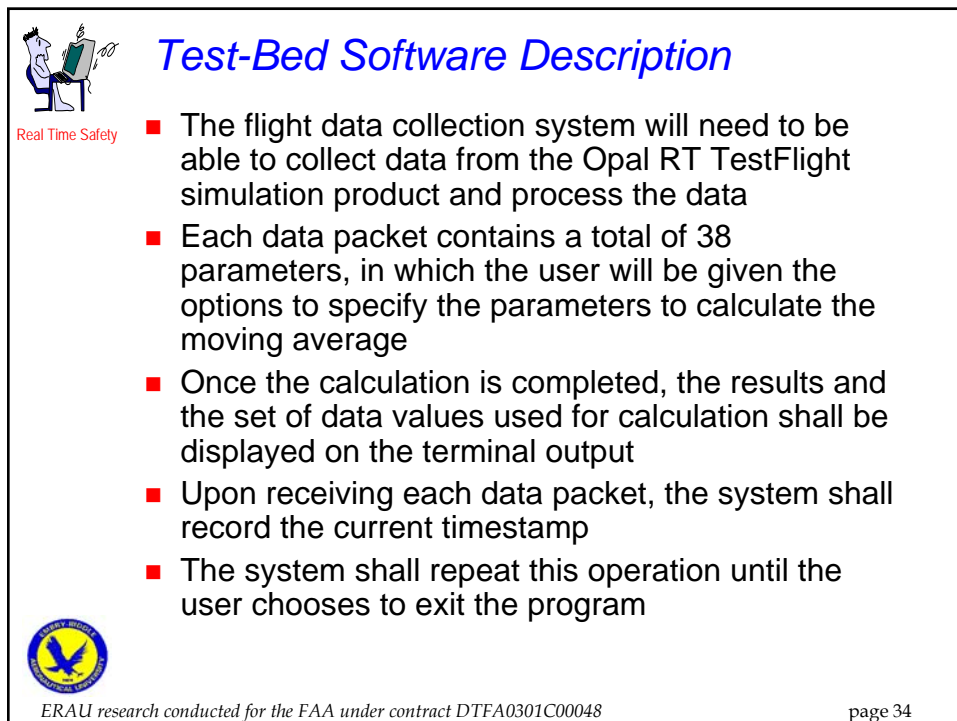 Test-Bed Software Description
Real Time Safety
The flight data collection system will need to be
able to collect data from the Opal RT TestFlight
simulation product and process the data
Each data packet contains a total of 38
parameters, in which the user will be given the
options to specify the parameters to calculate the
moving average
Once the calculation is completed, the results and
the set of data values used for calculation shall be
displayed on the terminal output
Upon receiving each data packet, the system shall
record the current timestamp
The system shall repeat this operation until the
user chooses to exit the program
EMBRY-RIDDLE
AERONAUTICAL UNIVERSITY
ERAU research conducted for the FAA under contract DTFA0301C00048
page 34